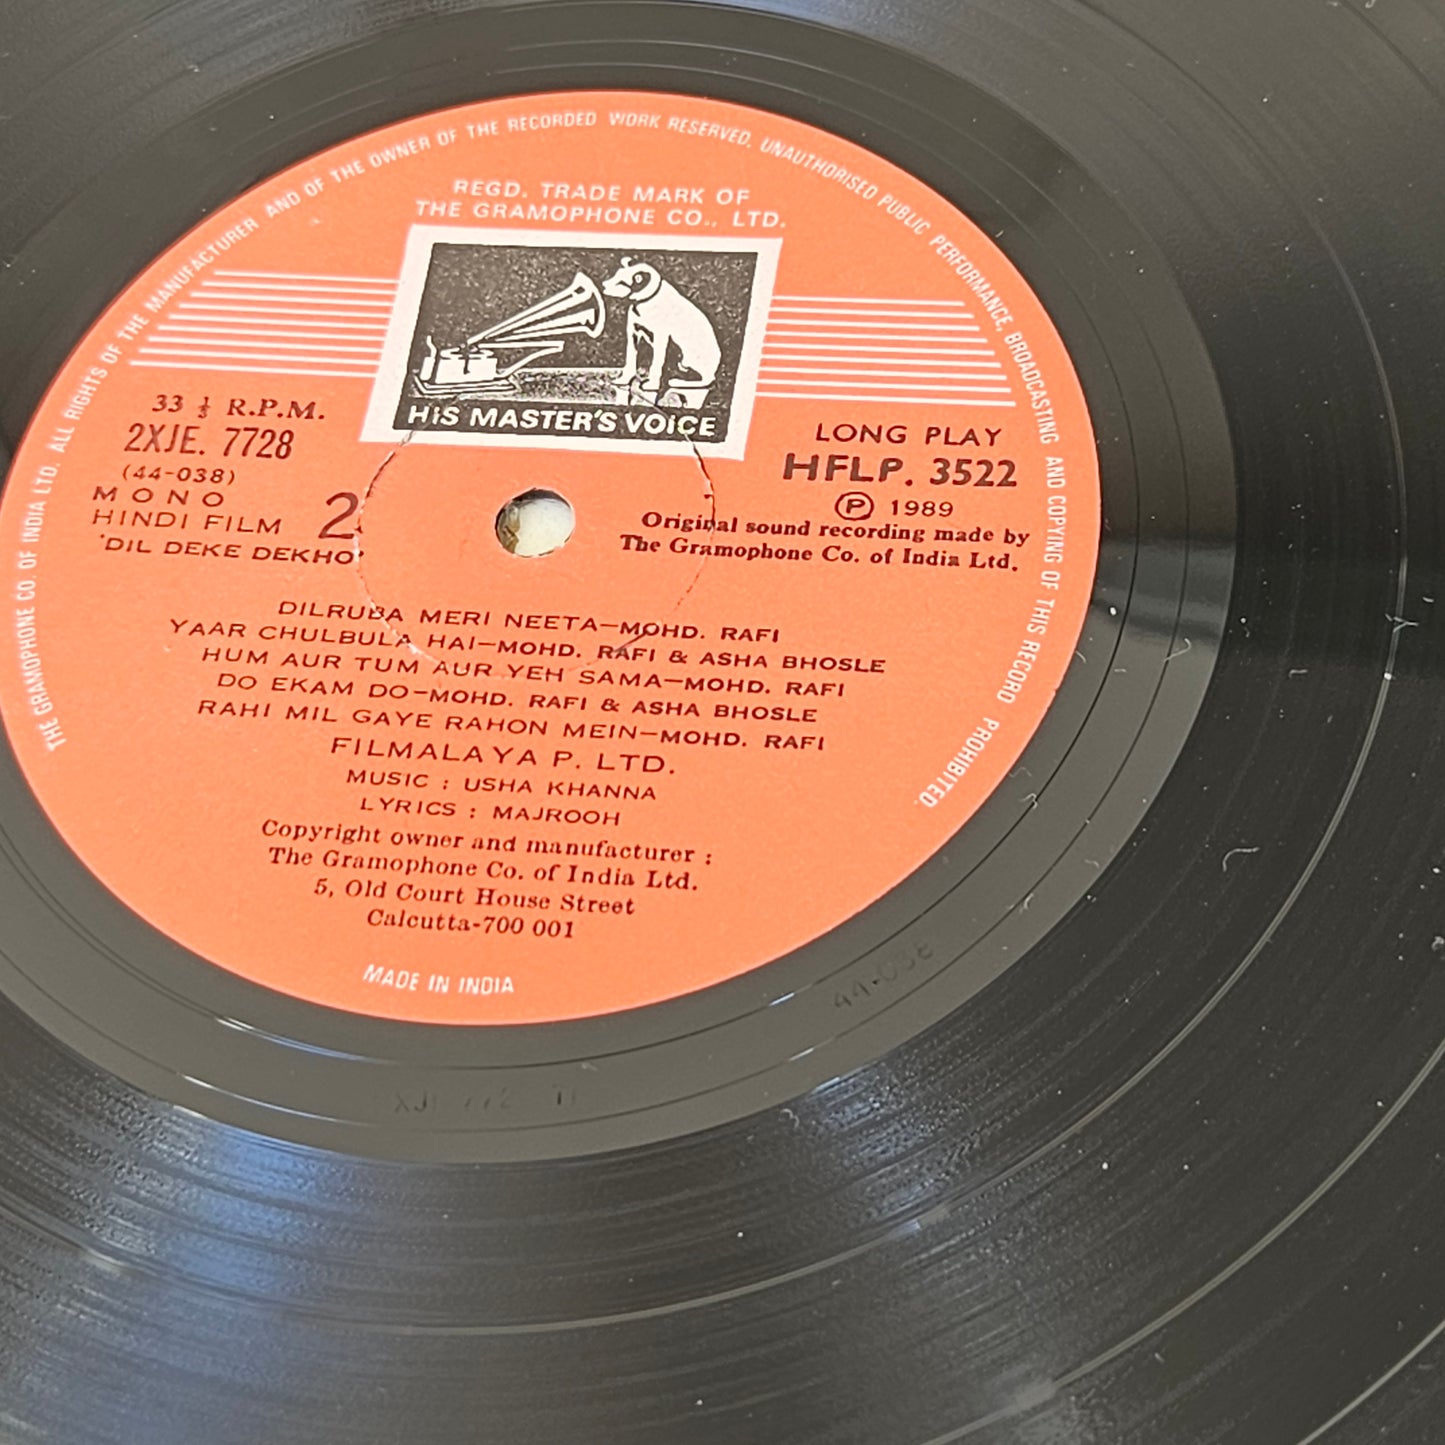 THE GRAMOPHONE CO. OF INDIA LTD. ALL RIGHTS OF THE MANUFACTURER AND OF THE OWNER OF THE RECORDED WORK RESERVED. UNAUTHORISED PUBLIC PERFORMANCE, BROADCASTING AND COPYING OF THIS RECORD PROHIBITED.
REGD. TRADE MARK OF
THE GRAMOPHONE CO., LTD.
HIS MASTER'S VOICE
33 1/3 R.P.M.
2XJE. 7728
(44-038)
MONO
HINDI FILM 2
'DIL DEKE DEKHO'
LONG PLAY
HFLP. 3522
Ⓟ 1989
Original sound recording made by
The Gramophone Co. of India Ltd.
DILRUBA MERI NEETA—MOHD. RAFI
YAAR CHULBULA HAI—MOHD. RAFI & ASHA BHOSLE
HUM AUR TUM AUR YEH SAMA—MOHD. RAFI
DO EKAM DO—MOHD. RAFI & ASHA BHOSLE
RAHI MIL GAYE RAHON MEIN—MOHD. RAFI
FILMALAYA P. LTD.
MUSIC : USHA KHANNA
LYRICS : MAJROOH
Copyright owner and manufacturer :
The Gramophone Co. of India Ltd.
5, Old Court House Street
Calcutta-700 001
MADE IN INDIA
44-038